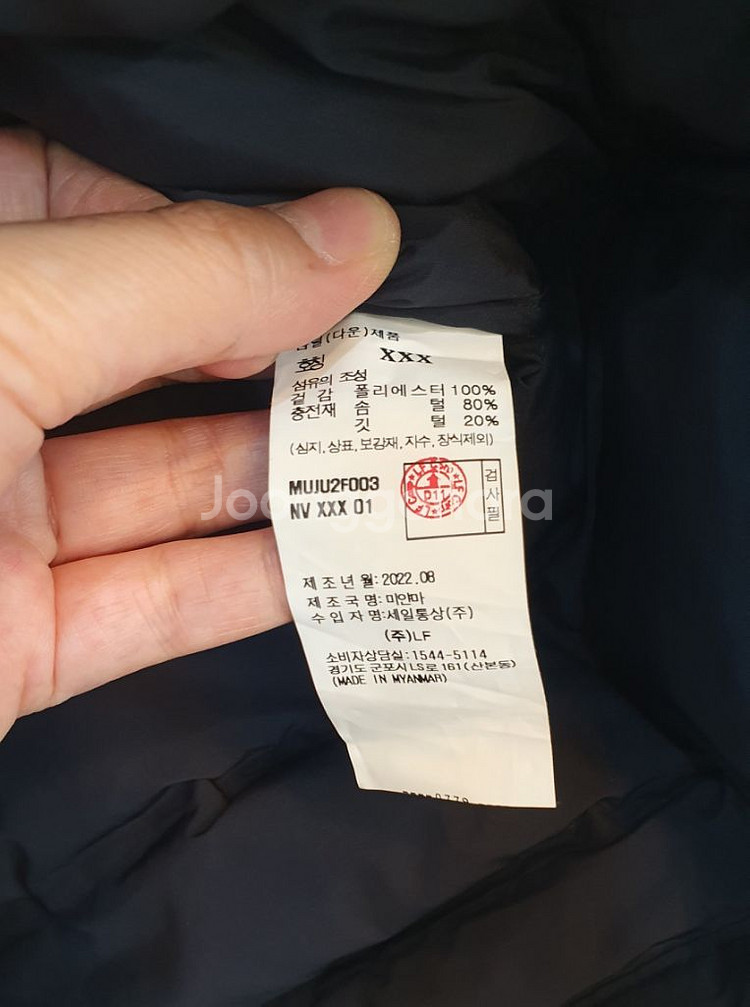 (다운)제품
호칭 XXX
섬유의 조성
겉 감 폴리에스터 100%
충전재 솜 털 80%
깃 털 20%
(심지, 상표, 보강재, 자수, 장식제외)
MUJU2F003
NV XXX 01
검사필
LF
D11
제 조 년 월: 2022.08
제 조 국 명: 미얀마
수 입 자 명: 세일통상(주)
(주)LF
소비자상담실: 1544-5114
경기도 군포시 LS로 161(산본동)
(MADE IN MYANMAR)